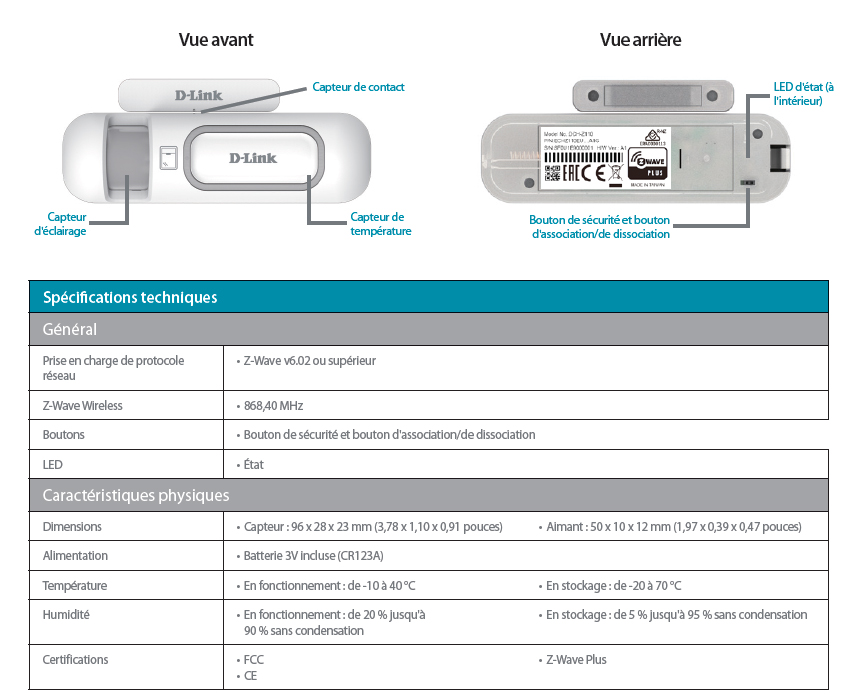 Vue avant
Vue arrière
Capteur de contact
D-Link
D-Link
Capteur
d'éclairage
Capteur de
température
LED d'état (à
l'intérieur)
MADE IN TAIWAN
WAVE
PLUS
Bouton de sécurité et bouton
d'association/de dissociation
Spécifications techniques
Général
Prise en charge de protocole
réseau
• Z-Wave v6.02 ou supérieur
Z-Wave Wireless
• 868,40 MHz
Boutons
• Bouton de sécurité et bouton d'association/de dissociation
LED
• État
Caractéristiques physiques
Dimensions
• Capteur : 96 x 28 x 23 mm (3,78 x 1,10 x 0,91 pouces)
• Aimant : 50 x 10 x 12 mm (1,97 x 0,39 x 0,47 pouces)
Alimentation
• Batterie 3V incluse (CR123A)
Température
• En fonctionnement : de -10 à 40 °C
• En stockage : de -20 à 70 °C
Humidité
• En fonctionnement : de 20 % jusqu'à
90 % sans condensation
• En stockage : de 5 % jusqu'à 95 % sans condensation
Certifications
• FCC
• CE
• Z-Wave Plus